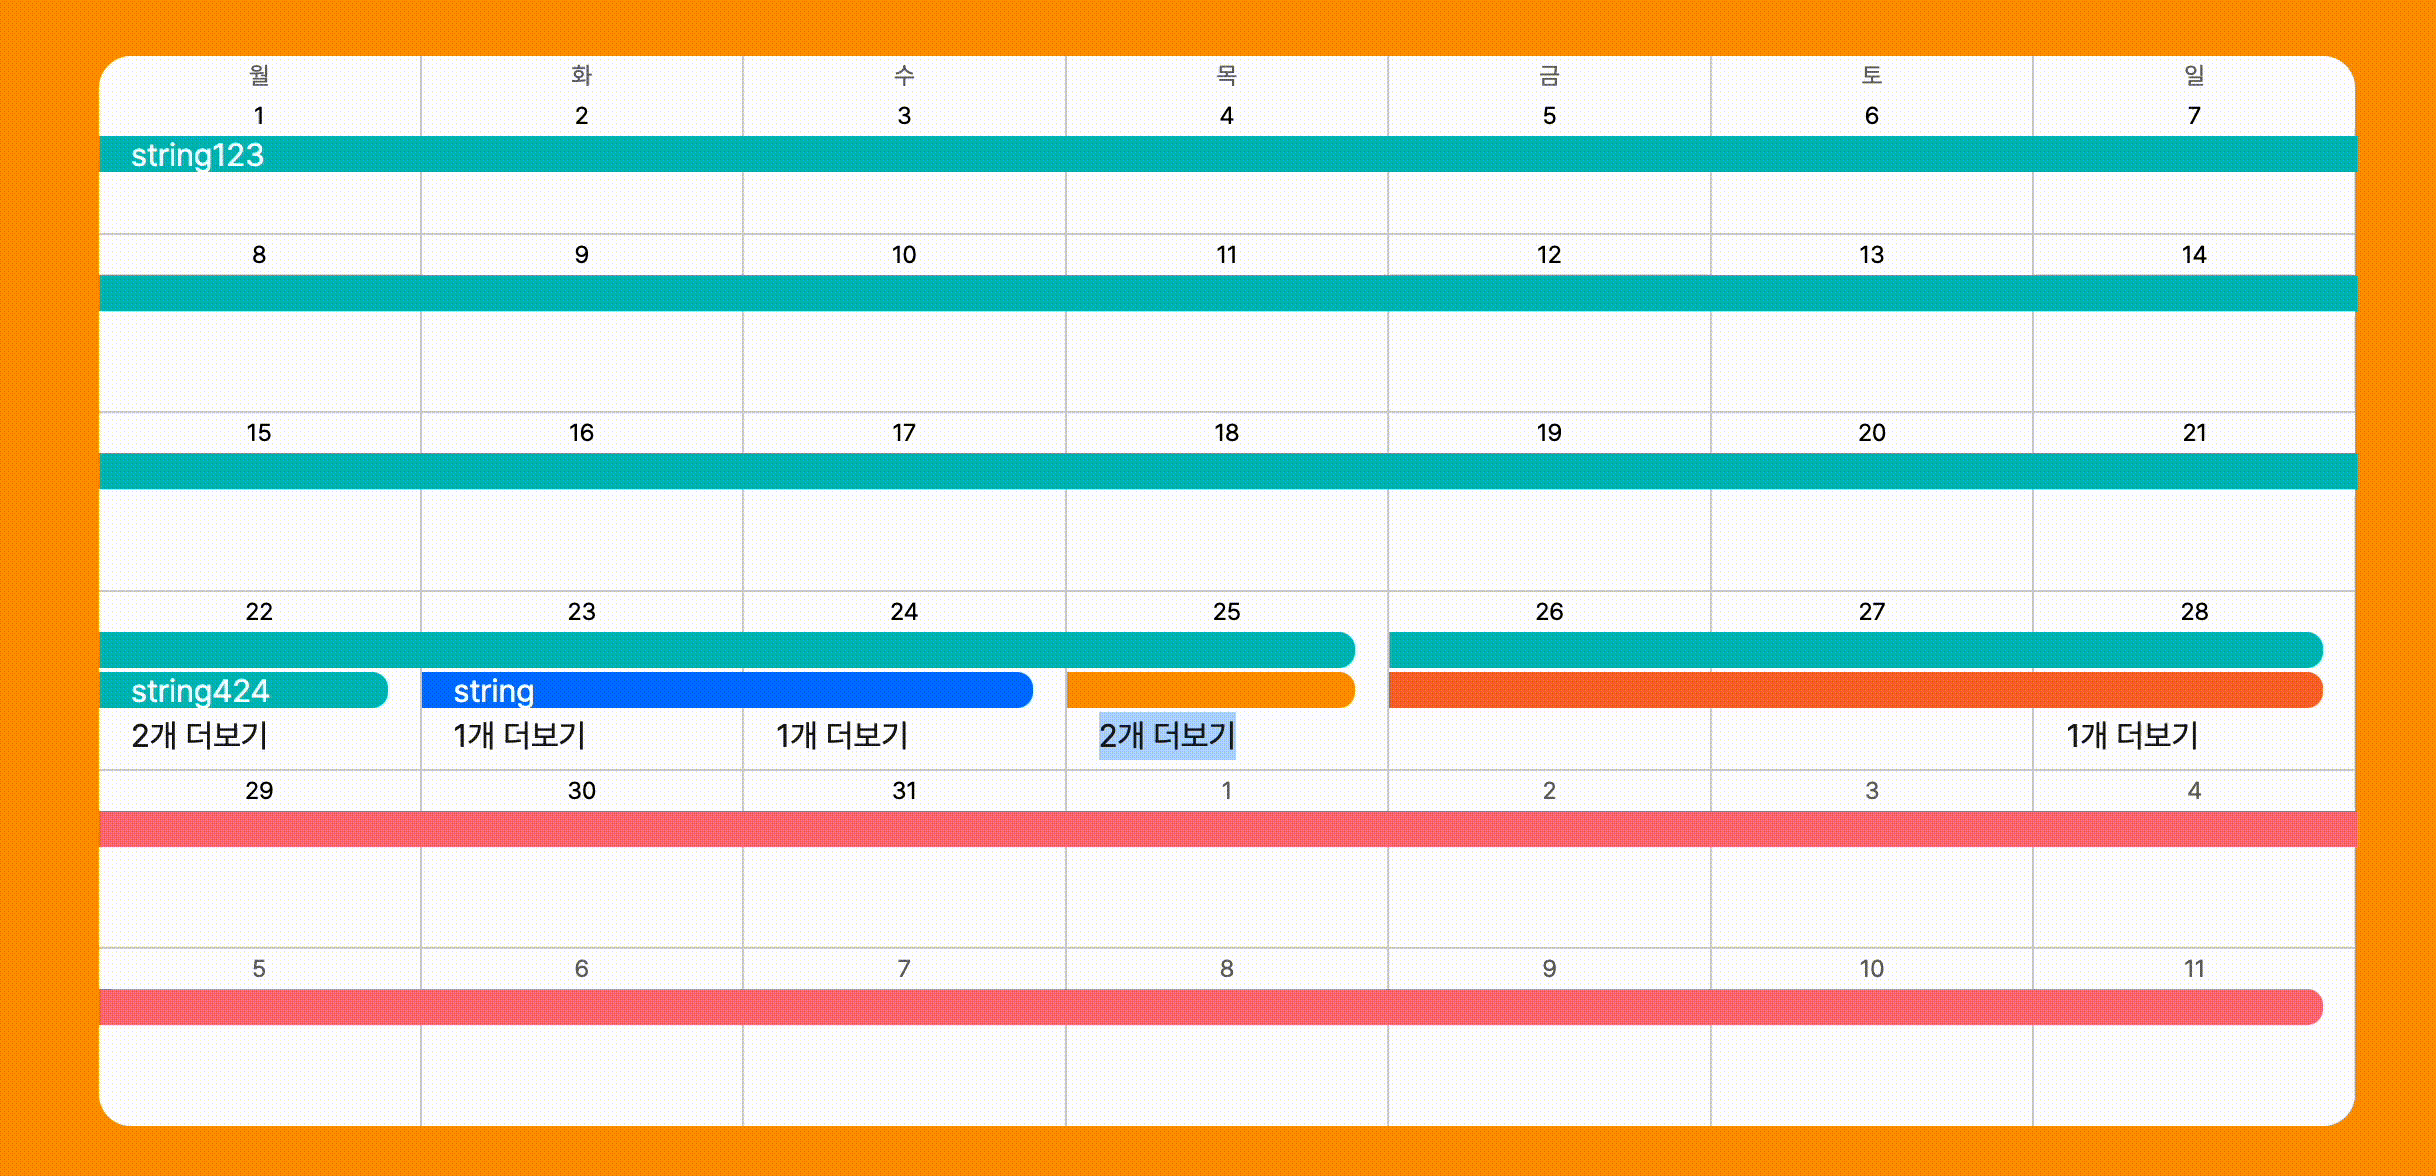 월 화 수 목 금 토 일
1 2 3 4 5 6 7
string123
8 9 10 11 12 13 14
15 16 17 18 19 20 21
22 23 24 25 26 27 28
string424 string
2개 더보기 1개 더보기 1개 더보기 2개 더보기 1개 더보기
29 30 31 1 2 3 4
5 6 7 8 9 10 11